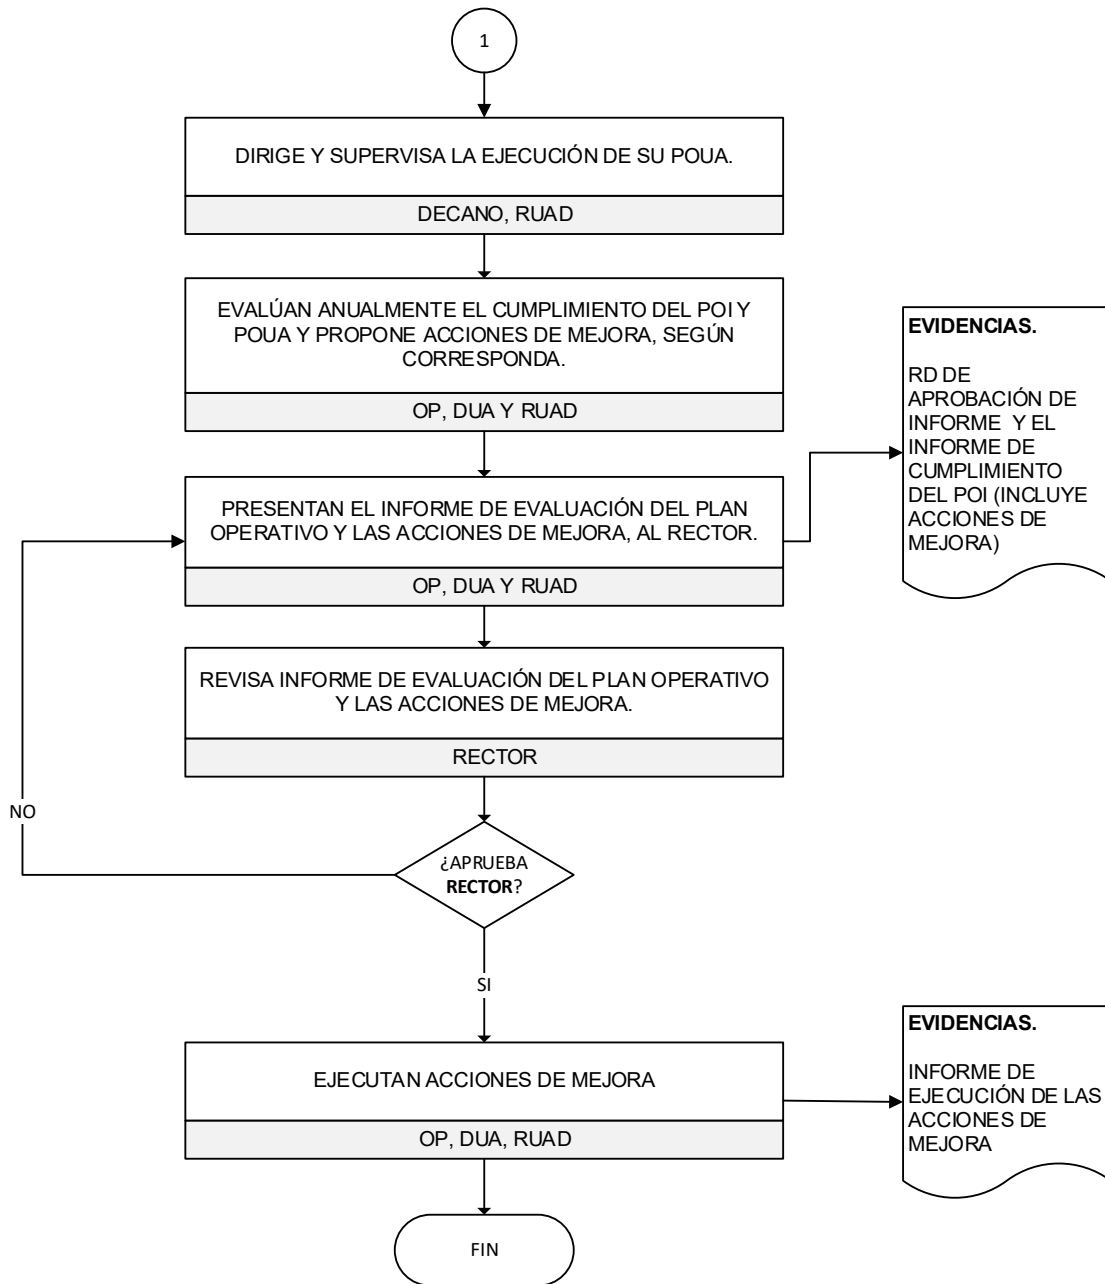 1
DIRIGE Y SUPERVISA LA EJECUCIÓN DE SU POUA.
DECANO, RUAD
EVALÚAN ANUALMENTE EL CUMPLIMIENTO DEL POI Y
POUA Y PROPONE ACCIONES DE MEJORA, SEGÚN
CORRESPONDA.
OP, DUA Y RUAD
EVIDENCIAS.
RD DE
APROBACIÓN DE
INFORME Y EL
INFORME DE
CUMPLIMIENTO
DEL POI (INCLUYE
ACCIONES DE
MEJORA)
PRESENTAN EL INFORME DE EVALUACIÓN DEL PLAN
OPERATIVO Y LAS ACCIONES DE MEJORA, AL RECTOR.
OP, DUA Y RUAD
REVISA INFORME DE EVALUACIÓN DEL PLAN OPERATIVO
Y LAS ACCIONES DE MEJORA.
RECTOR
NO
¿APRUEBA
RECTOR?
SI
EJECUTAN ACCIONES DE MEJORA
OP, DUA, RUAD
EVIDENCIAS.
INFORME DE
EJECUCIÓN DE LAS
ACCIONES DE
MEJORA
FIN